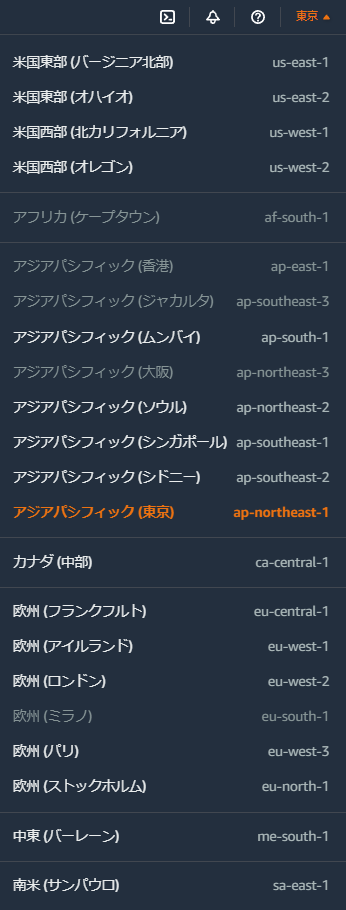 東京
米国東部 (バージニア北部) us-east-1
米国東部 (オハイオ) us-east-2
米国西部 (北カリフォルニア) us-west-1
米国西部 (オレゴン) us-west-2
アフリカ (ケープタウン) af-south-1
アジアパシフィック (香港) ap-east-1
アジアパシフィック (ジャカルタ) ap-southeast-3
アジアパシフィック (ムンバイ) ap-south-1
アジアパシフィック (大阪) ap-northeast-3
アジアパシフィック (ソウル) ap-northeast-2
アジアパシフィック (シンガポール) ap-southeast-1
アジアパシフィック (シドニー) ap-southeast-2
アジアパシフィック (東京) ap-northeast-1
カナダ (中部) ca-central-1
欧州 (フランクフルト) eu-central-1
欧州 (アイルランド) eu-west-1
欧州 (ロンドン) eu-west-2
欧州 (ミラノ) eu-south-1
欧州 (パリ) eu-west-3
欧州 (ストックホルム) eu-north-1
中東 (バーレーン) me-south-1
南米 (サンパウロ) sa-east-1